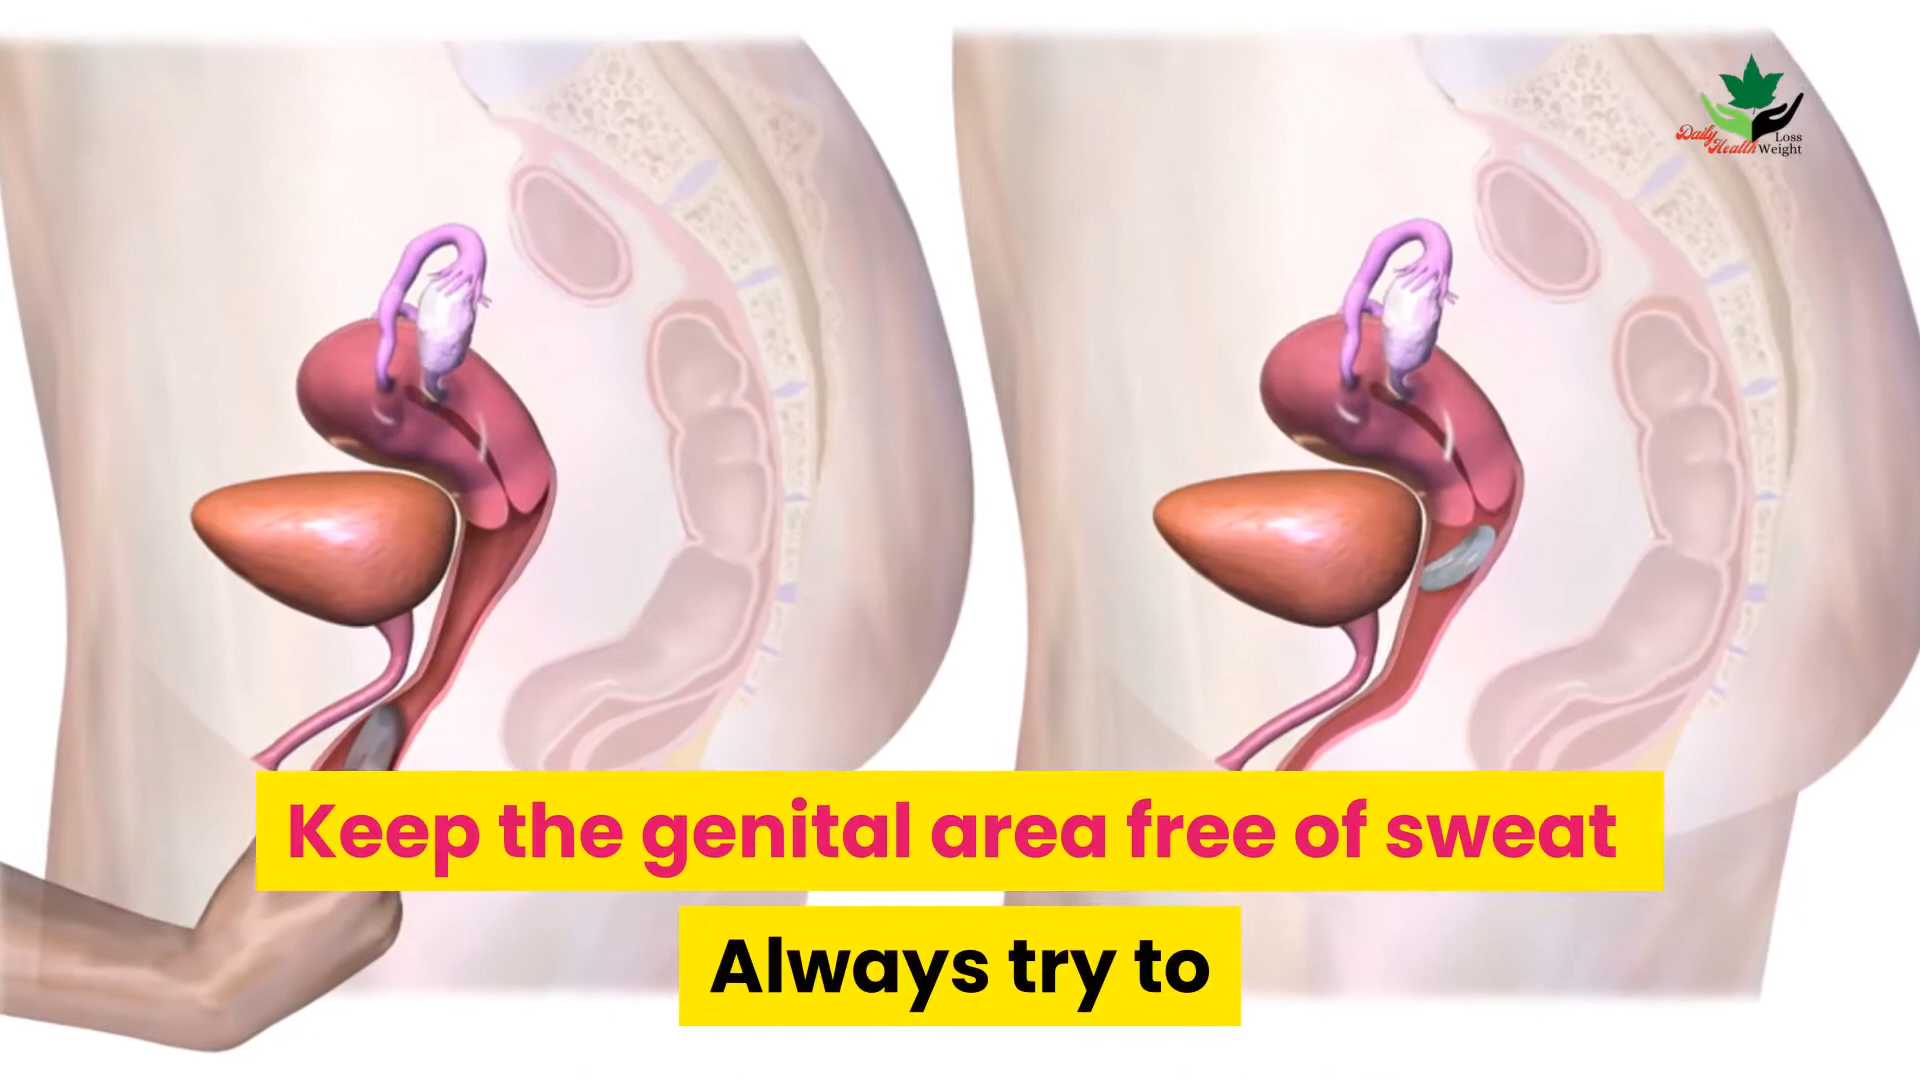 Daily Loss
Health Weight
Keep the genital area free of sweat
Always try to